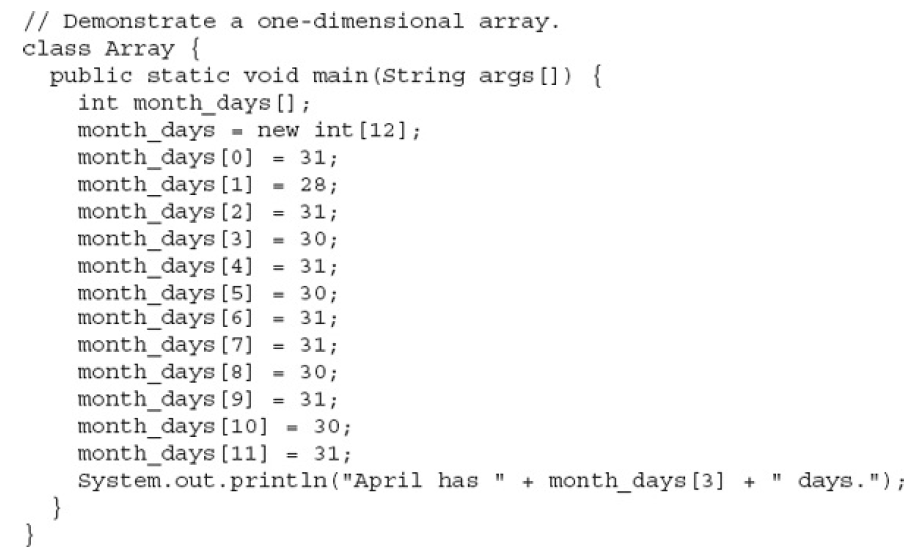 // Demonstrate a one-dimensional array.
class Array {
  public static void main(String args[]) {
    int month_days[];
    month_days = new int[12];
    month_days[0] = 31;
    month_days[1] = 28;
    month_days[2] = 31;
    month_days[3] = 30;
    month_days[4] = 31;
    month_days[5] = 30;
    month_days[6] = 31;
    month_days[7] = 31;
    month_days[8] = 30;
    month_days[9] = 31;
    month_days[10] = 30;
    month_days[11] = 31;
    System.out.println("April has " + month_days[3] + " days.");
  }
}